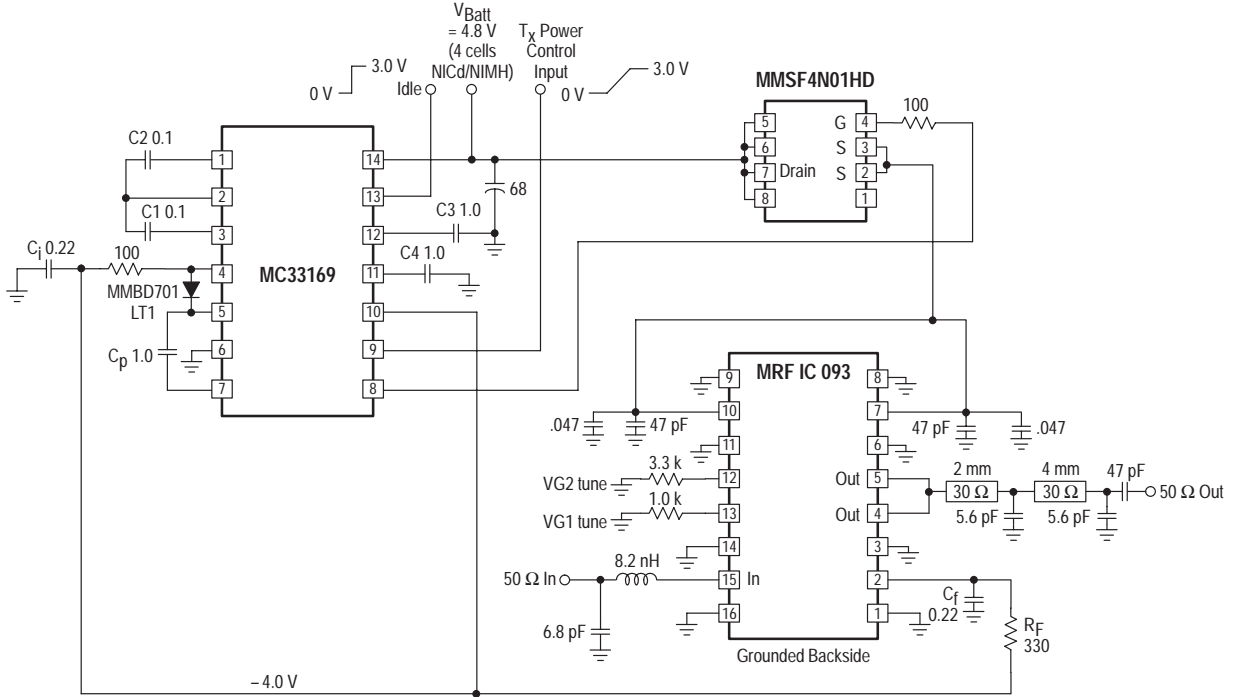 VBatt
= 4.8 V
(4 cells
NICd/NIMH)
TX Power
Control
Input
3.0 V
0 V
Idle
0 V
3.0 V
MMSF4N01HD
100
5
6
7
8
Drain
G
S
S
4
3
2
1
C2 0.1
C1 0.1
Ci 0.22
100
MMBD701
LT1
Cp 1.0
1
2
3
4
5
6
7
MC33169
14
13
12
11
10
9
8
68
C3 1.0
C4 1.0
MRF IC 093
9
10
11
12
13
14
15
16
In
8
7
6
5
4
3
2
1
Out
Out
.047
47 pF
47 pF
.047
VG2 tune
3.3 k
VG1 tune
1.0 k
2 mm
30 Ω
4 mm
30 Ω
47 pF
50 Ω Out
5.6 pF
5.6 pF
50 Ω In
8.2 nH
6.8 pF
Cf
0.22
RF
330
Grounded Backside
– 4.0 V